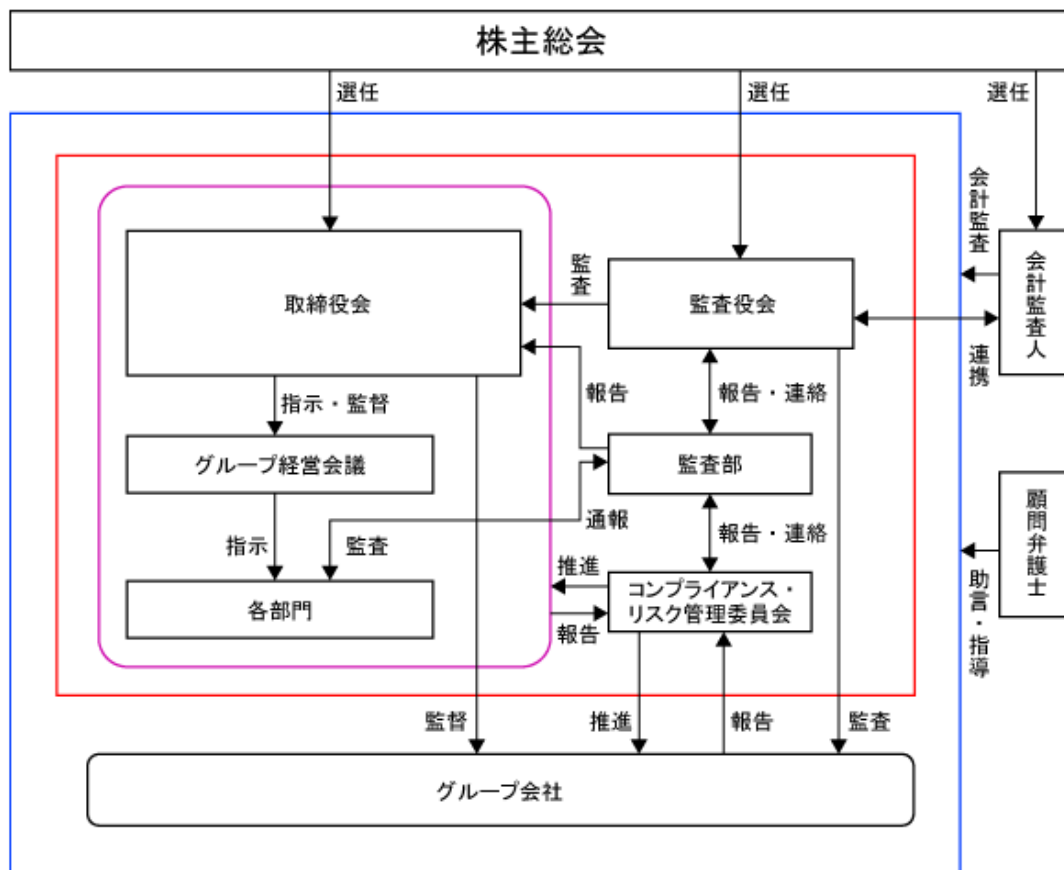 株主総会
選任
選任
選任
会計監査
監査
取締役会
監査役会
会計監査人
連携
指示・監督
報告
報告・連絡
グループ経営会議
監査部
顧問弁護士
通報
指示
監査
報告・連絡
推進
コンプライアンス・
リスク管理委員会
助言・指導
各部門
報告
監督
推進
報告
監査
グループ会社